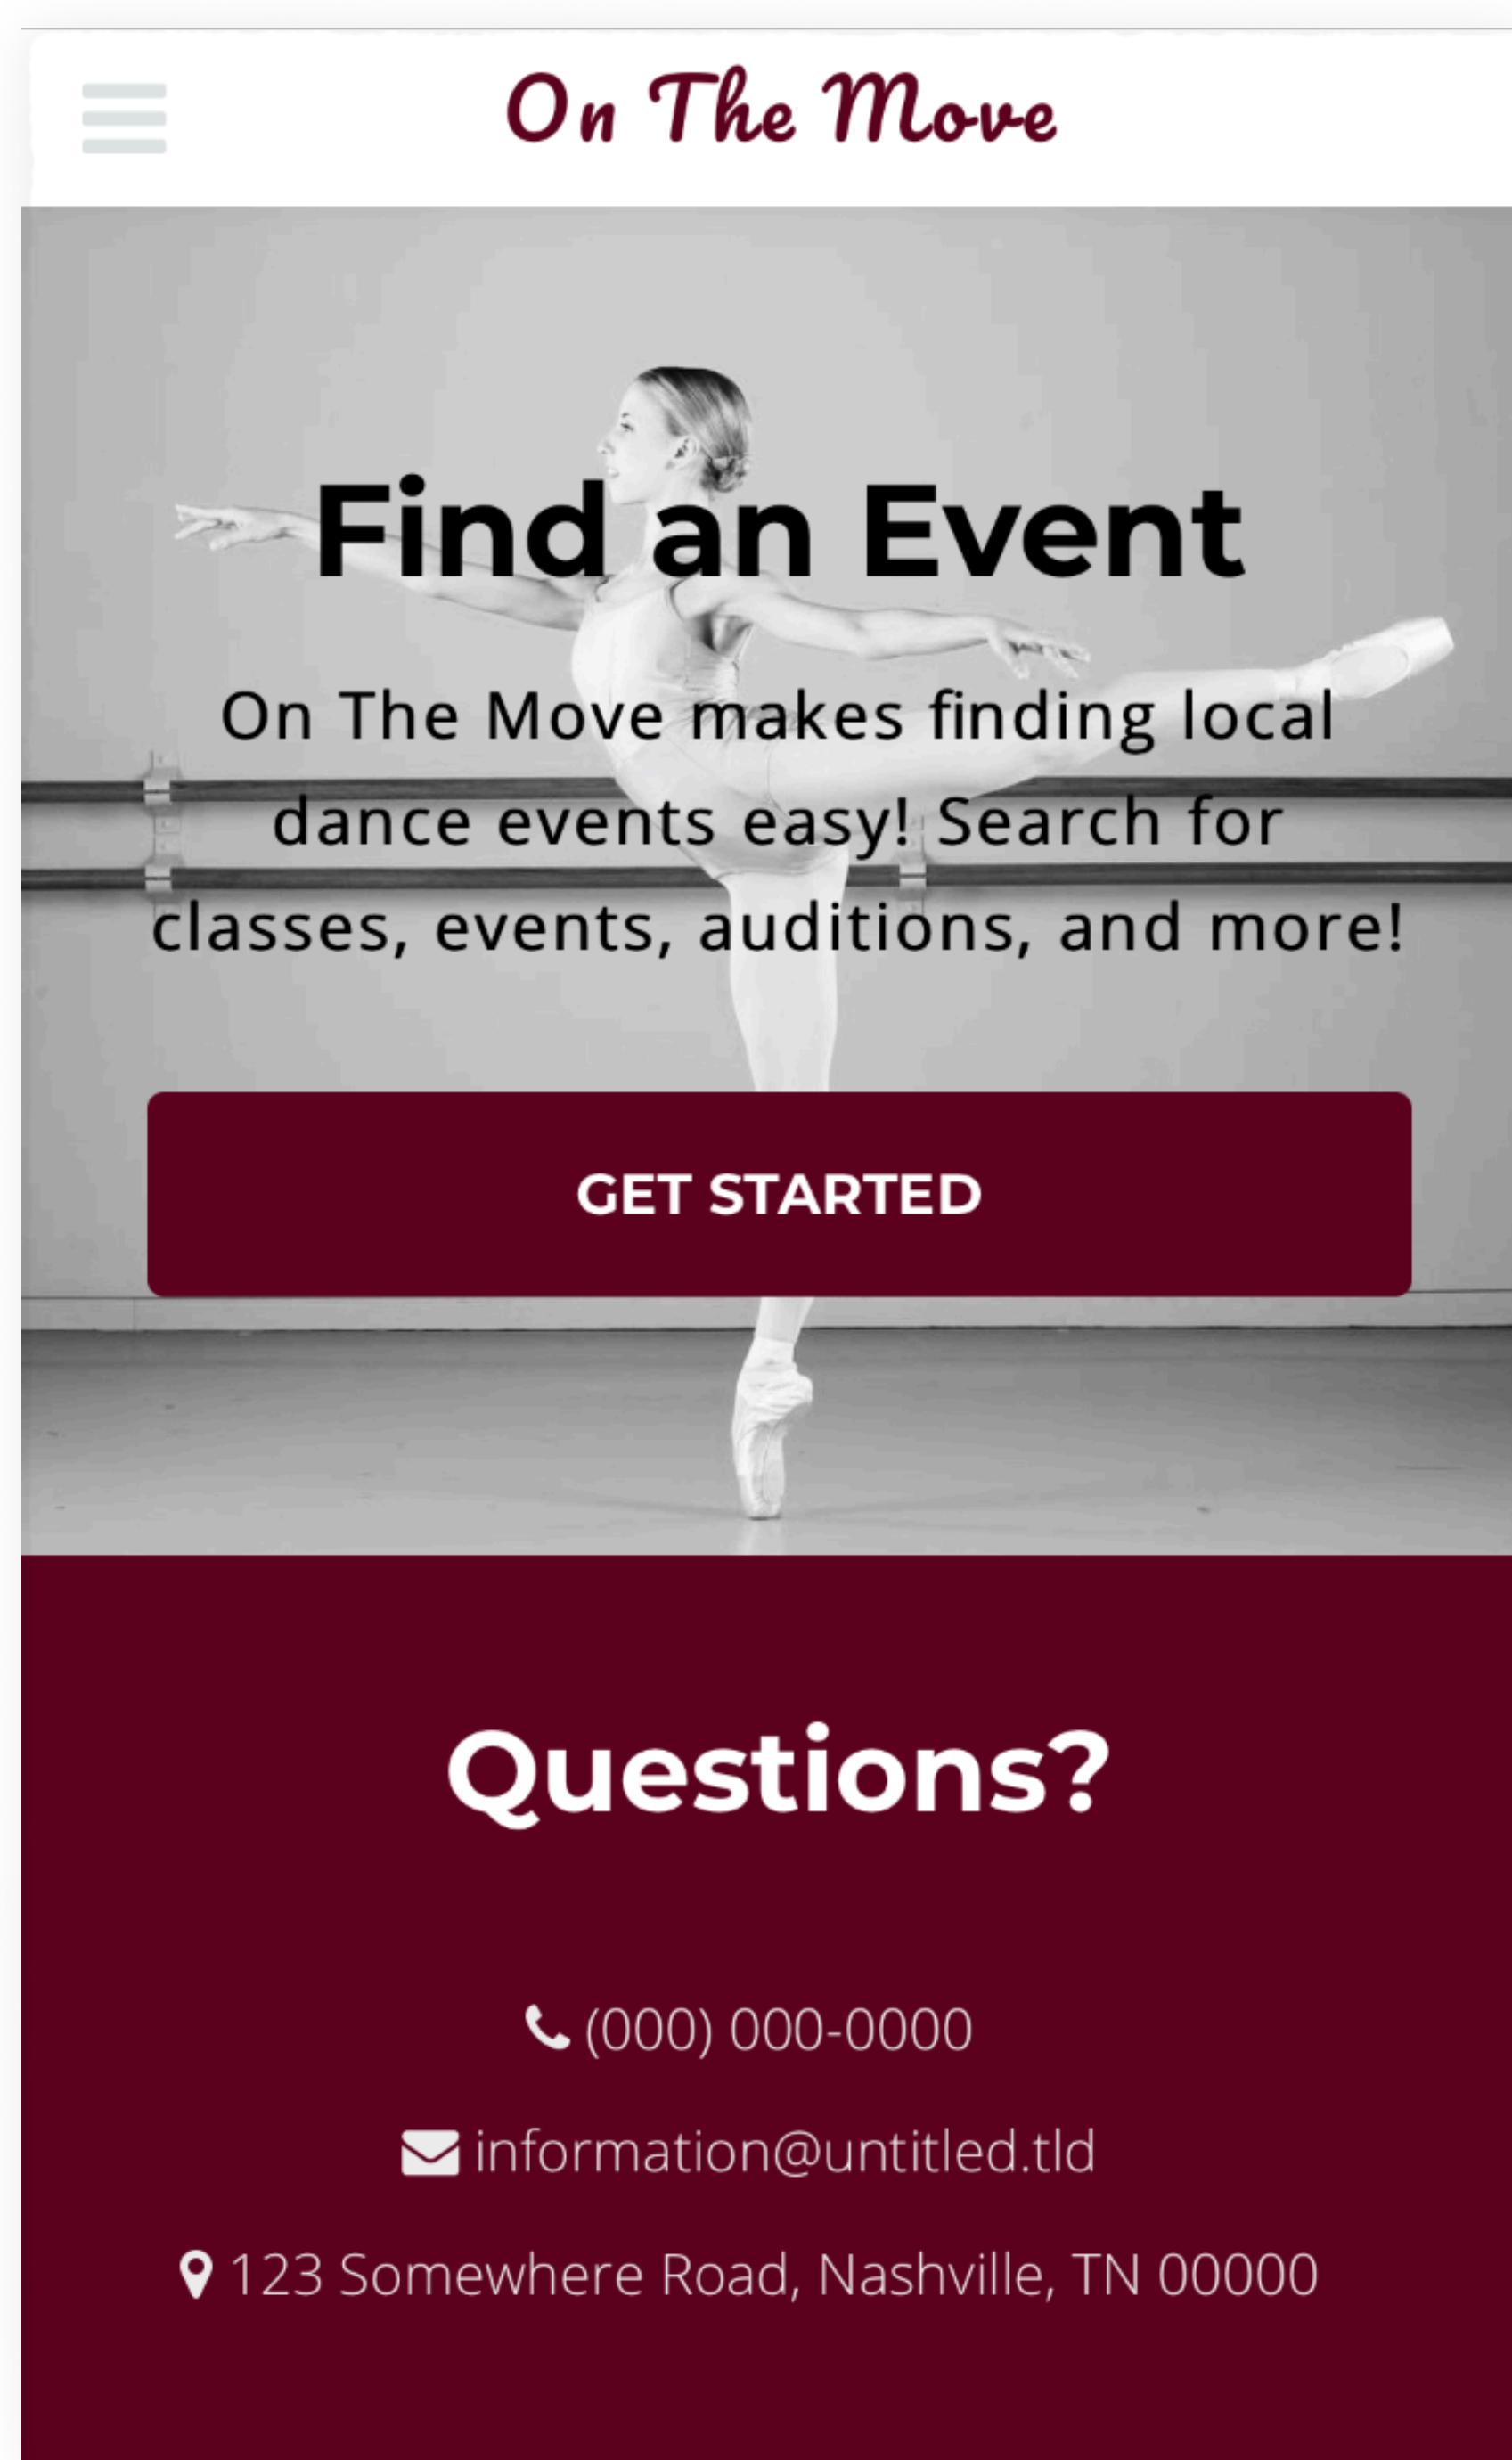 On The Move
Find an Event
On The Move makes finding local
dance events easy! Search for
classes, events, auditions, and more!
GET STARTED
Questions?
(000) 000-0000
information@untitled.tld
123 Somewhere Road, Nashville, TN 00000